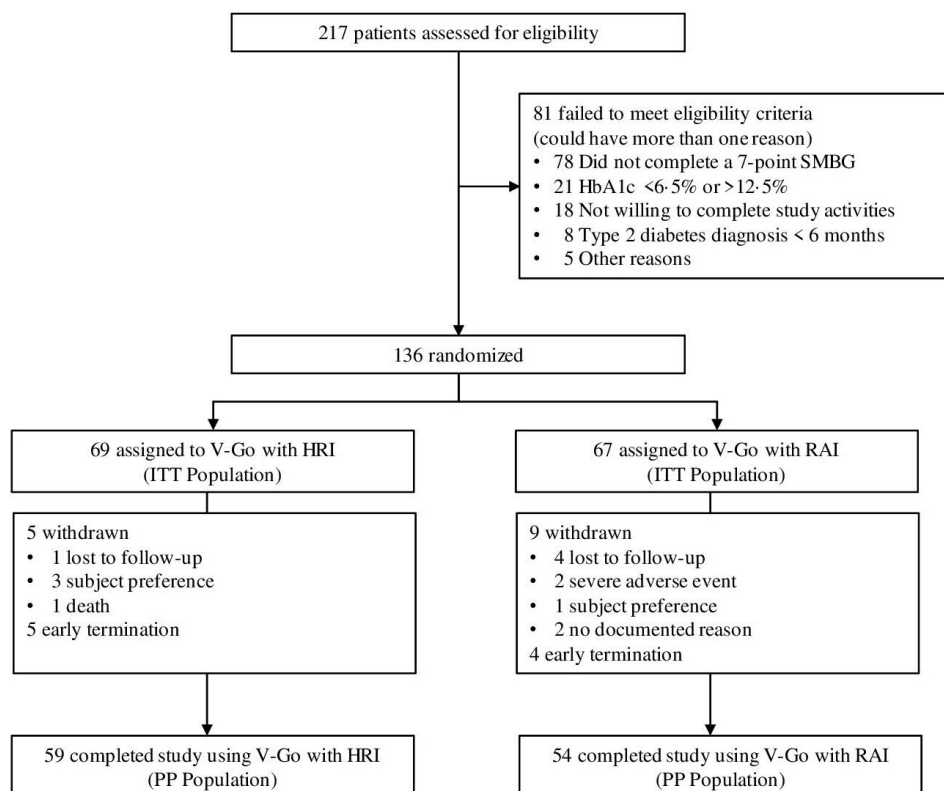 217 patients assessed for eligibility
81 failed to meet eligibility criteria
(could have more than one reason)
• 78 Did not complete a 7-point SMBG
• 21 HbA1c <6·5% or >12·5%
• 18 Not willing to complete study activities
• 8 Type 2 diabetes diagnosis < 6 months
• 5 Other reasons
136 randomized
69 assigned to V-Go with HRI
(ITT Population)
67 assigned to V-Go with RAI
(ITT Population)
5 withdrawn
• 1 lost to follow-up
• 3 subject preference
• 1 death
5 early termination
9 withdrawn
• 4 lost to follow-up
• 2 severe adverse event
• 1 subject preference
• 2 no documented reason
4 early termination
59 completed study using V-Go with HRI
(PP Population)
54 completed study using V-Go with RAI
(PP Population)